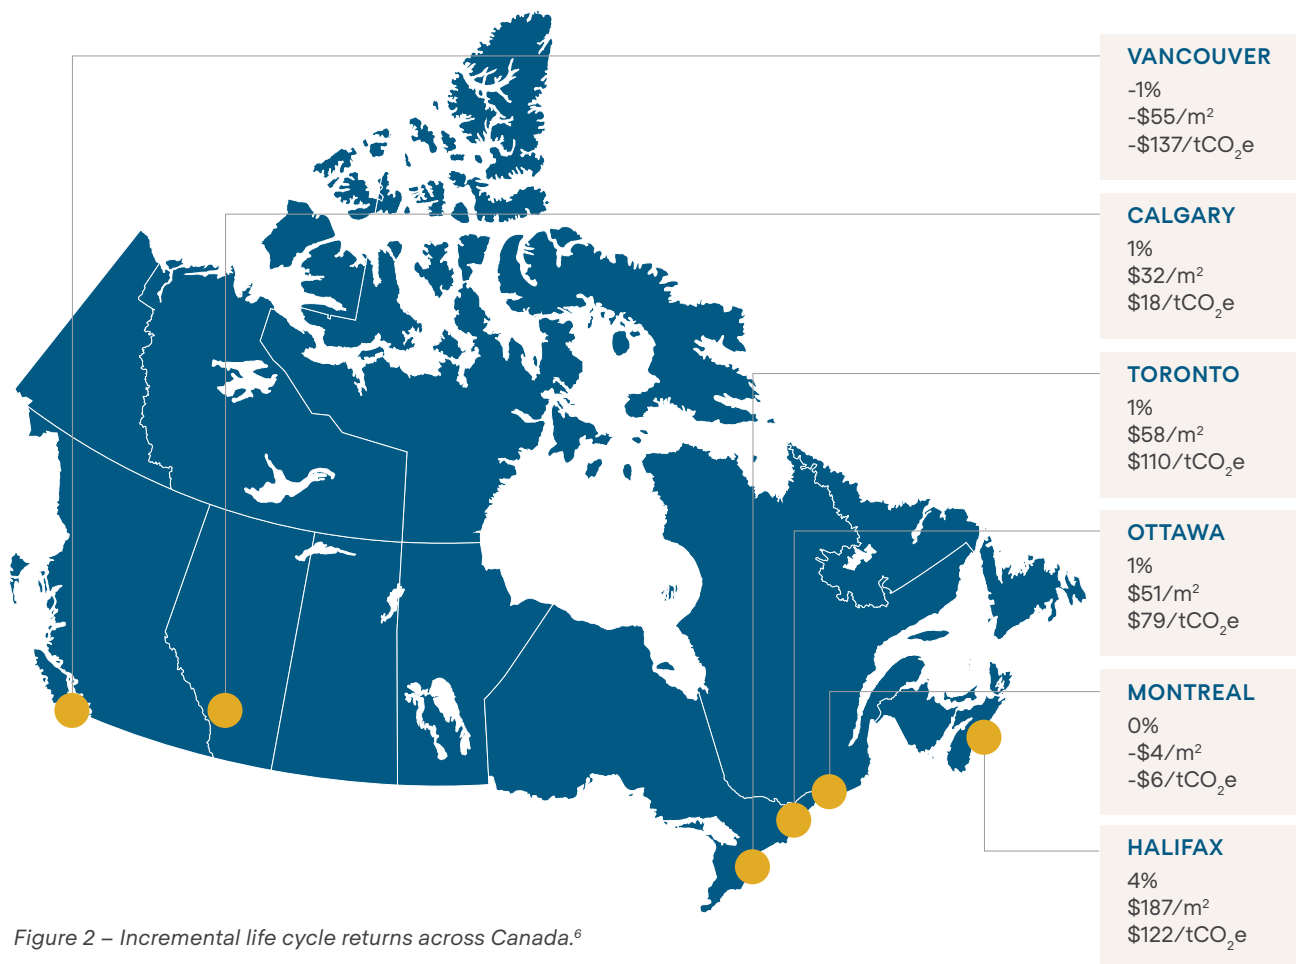 VANCOUVER
-1%
-$55/m²
-$137/tCO₂e
CALGARY
1%
$32/m²
$18/tCO₂e
TORONTO
1%
$58/m²
$110/tCO₂e
OTTAWA
1%
$51/m²
$79/tCO₂e
MONTREAL
0%
-$4/m²
-$6/tCO₂e
HALIFAX
4%
$187/m²
$122/tCO₂e
Figure 2 – Incremental life cycle returns across Canada.⁶